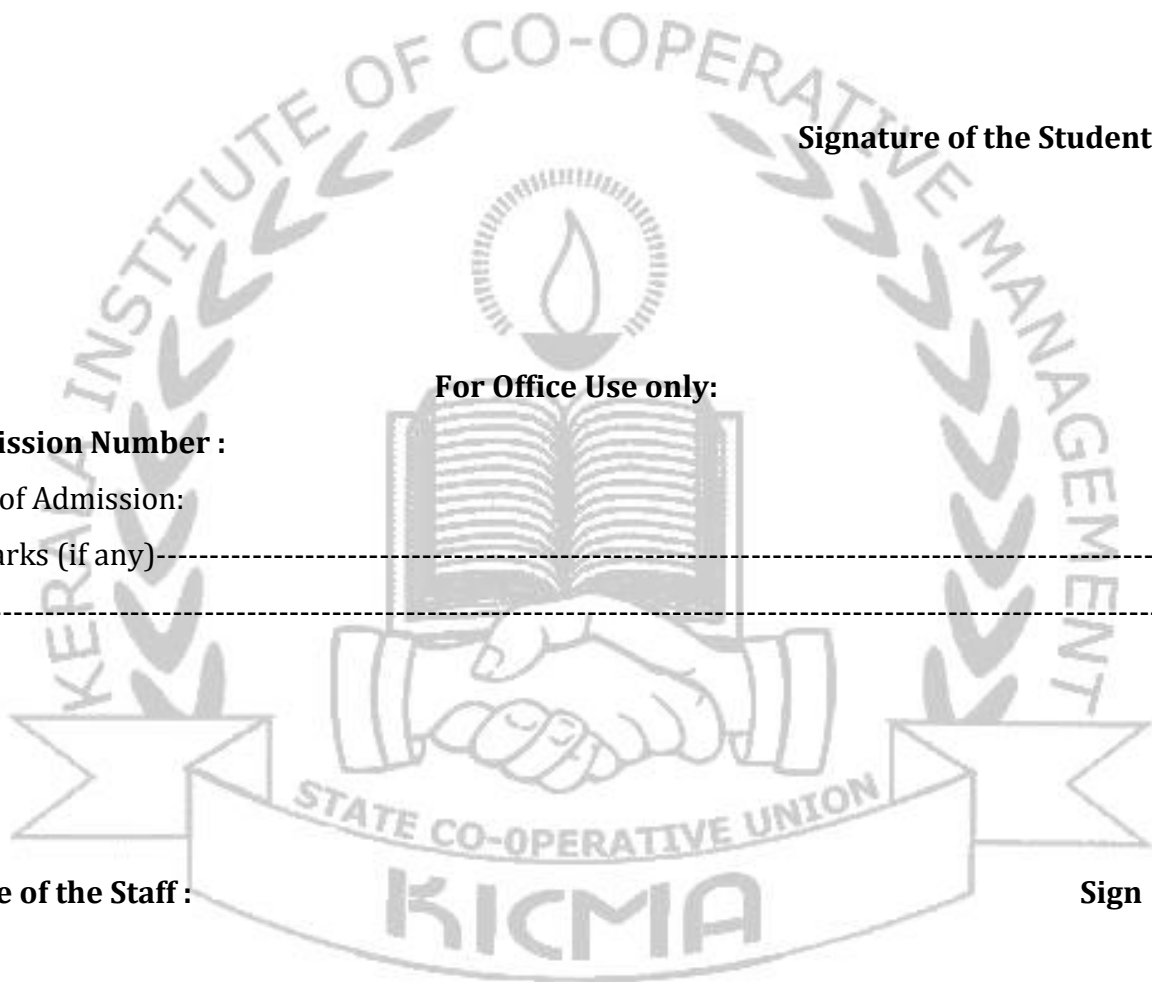 KERALA INSTITUTE OF CO-OPERATIVE MANAGEMENT
Signature of the Student
For Office Use only:
ission Number :
of Admission:
arks (if any)--------------------------------------------------------------------------------
--------------------------------------------------------------------------------
STATE CO-OPERATIVE UNION
e of the Staff : Sign
KICMA